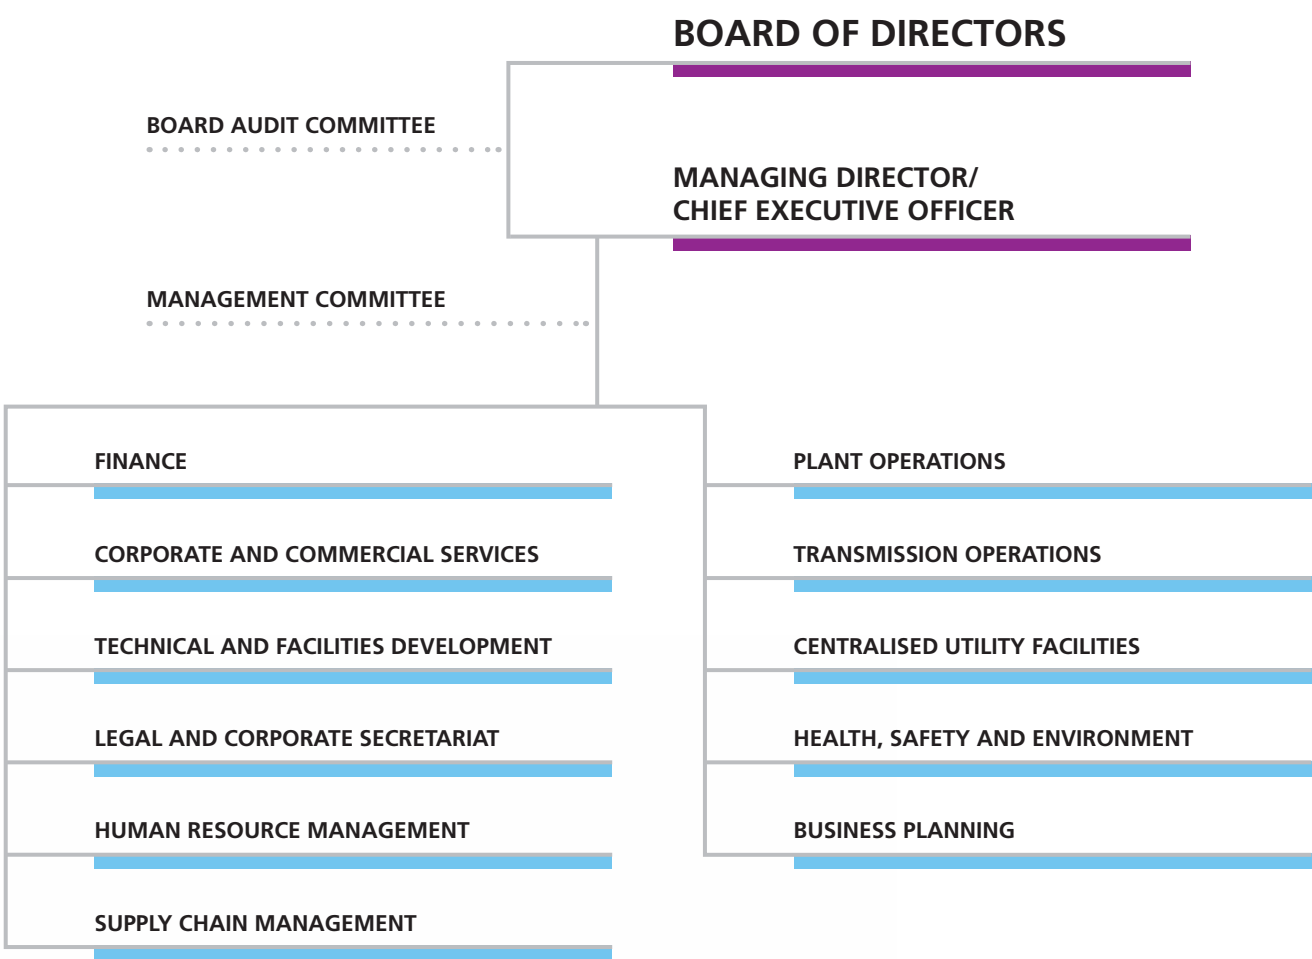 BOARD OF DIRECTORS
BOARD AUDIT COMMITTEE
MANAGING DIRECTOR/
CHIEF EXECUTIVE OFFICER
MANAGEMENT COMMITTEE
FINANCE
CORPORATE AND COMMERCIAL SERVICES
TECHNICAL AND FACILITIES DEVELOPMENT
LEGAL AND CORPORATE SECRETARIAT
HUMAN RESOURCE MANAGEMENT
SUPPLY CHAIN MANAGEMENT
PLANT OPERATIONS
TRANSMISSION OPERATIONS
CENTRALISED UTILITY FACILITIES
HEALTH, SAFETY AND ENVIRONMENT
BUSINESS PLANNING